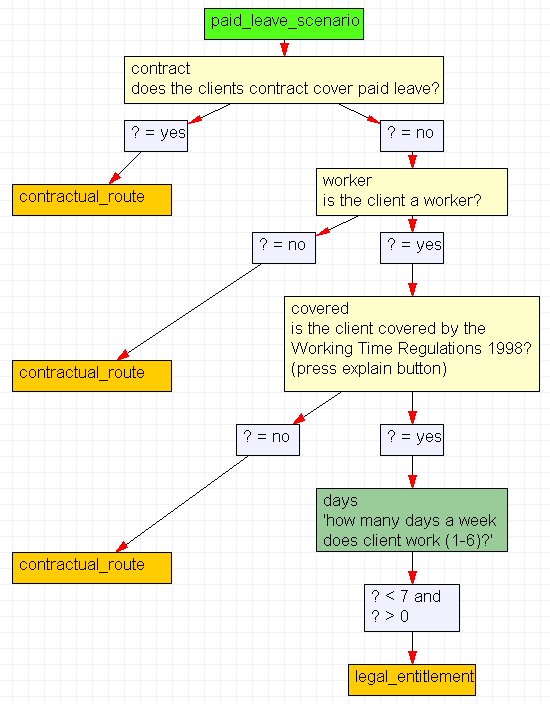 paid_leave_scenario
contract
does the clients contract cover paid leave?
? = yes
? = no
contractual_route
worker
is the client a worker?
? = no
? = yes
contractual_route
covered
is the client covered by the
Working Time Regulations 1998?
(press explain button)
? = no
? = yes
contractual_route
days
'how many days a week
does client work (1-6)?'
? < 7 and
? > 0
legal_entitlement